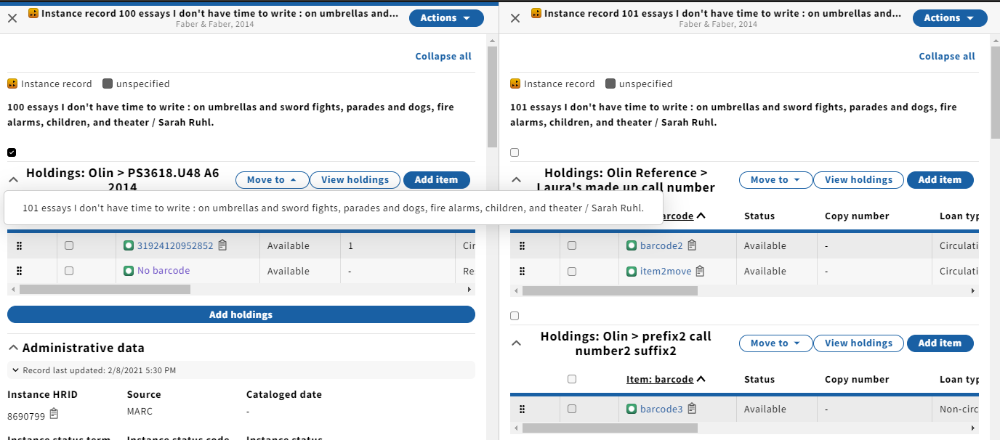 Instance record 100 essays I don't have time to write : on umbrellas and...
Faber & Faber, 2014
Actions
Collapse all
Instance record unspecified
100 essays I don't have time to write : on umbrellas and sword fights, parades and dogs, fire
alarms, children, and theater / Sarah Ruhl.
Holdings: Olin > PS3618.U48 A6
2014
Move to
View holdings
Add item
101 essays I don't have time to write : on umbrellas and sword fights, parades and dogs, fire alarms, children, and theater / Sarah Ruhl.
31924120952852 Available 1 Cir
No barcode Available - Re
Add holdings
Administrative data
Record last updated: 2/8/2021 5:30 PM
Instance HRID Source Cataloged date
8690799 MARC -
Instance status term Instance status code Instance status
Instance record 101 essays I don't have time to write : on umbrellas and...
Faber & Faber, 2014
Actions
Collapse all
Instance record unspecified
101 essays I don't have time to write : on umbrellas and sword fights, parades and dogs, fire
alarms, children, and theater / Sarah Ruhl.
Holdings: Olin Reference >
Laura's made up call number
Move to
View holdings
Add item
arcode Status Copy number Loan typ
barcode2 Available - Circulati
item2move Available - Circulati
Holdings: Olin > prefix2 call
number2 suffix2
Move to
View holdings
Add item
Item: barcode Status Copy number Loan typ
barcode3 Available - Non-circ